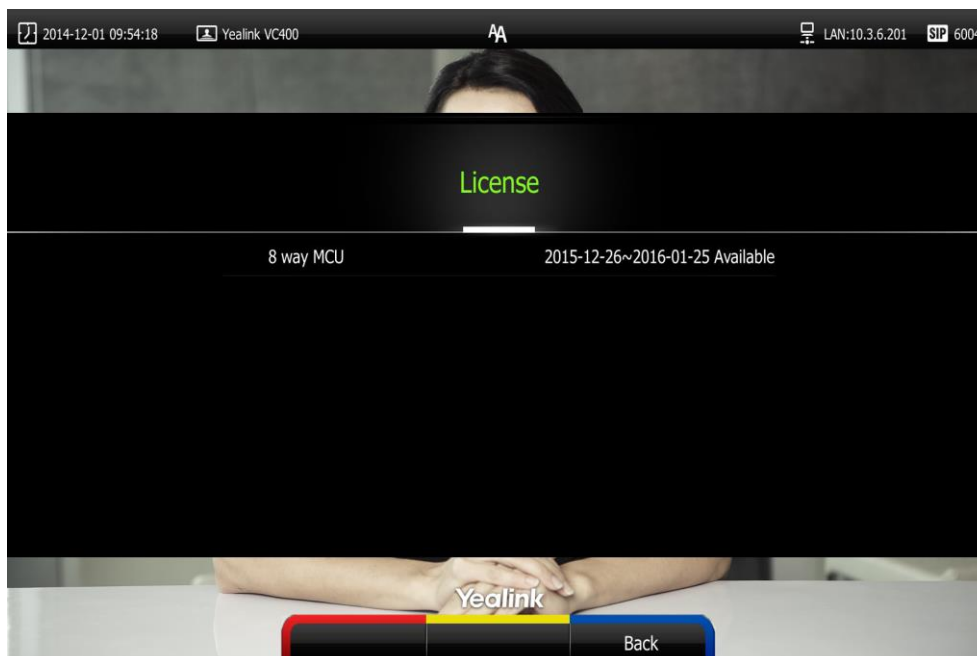 2014-12-01 09:54:18 Yealink VC400 AA LAN:10.3.6.201 SIP 6004
License
8 way MCU 2015-12-26~2016-01-25 Available
Yealink
Back